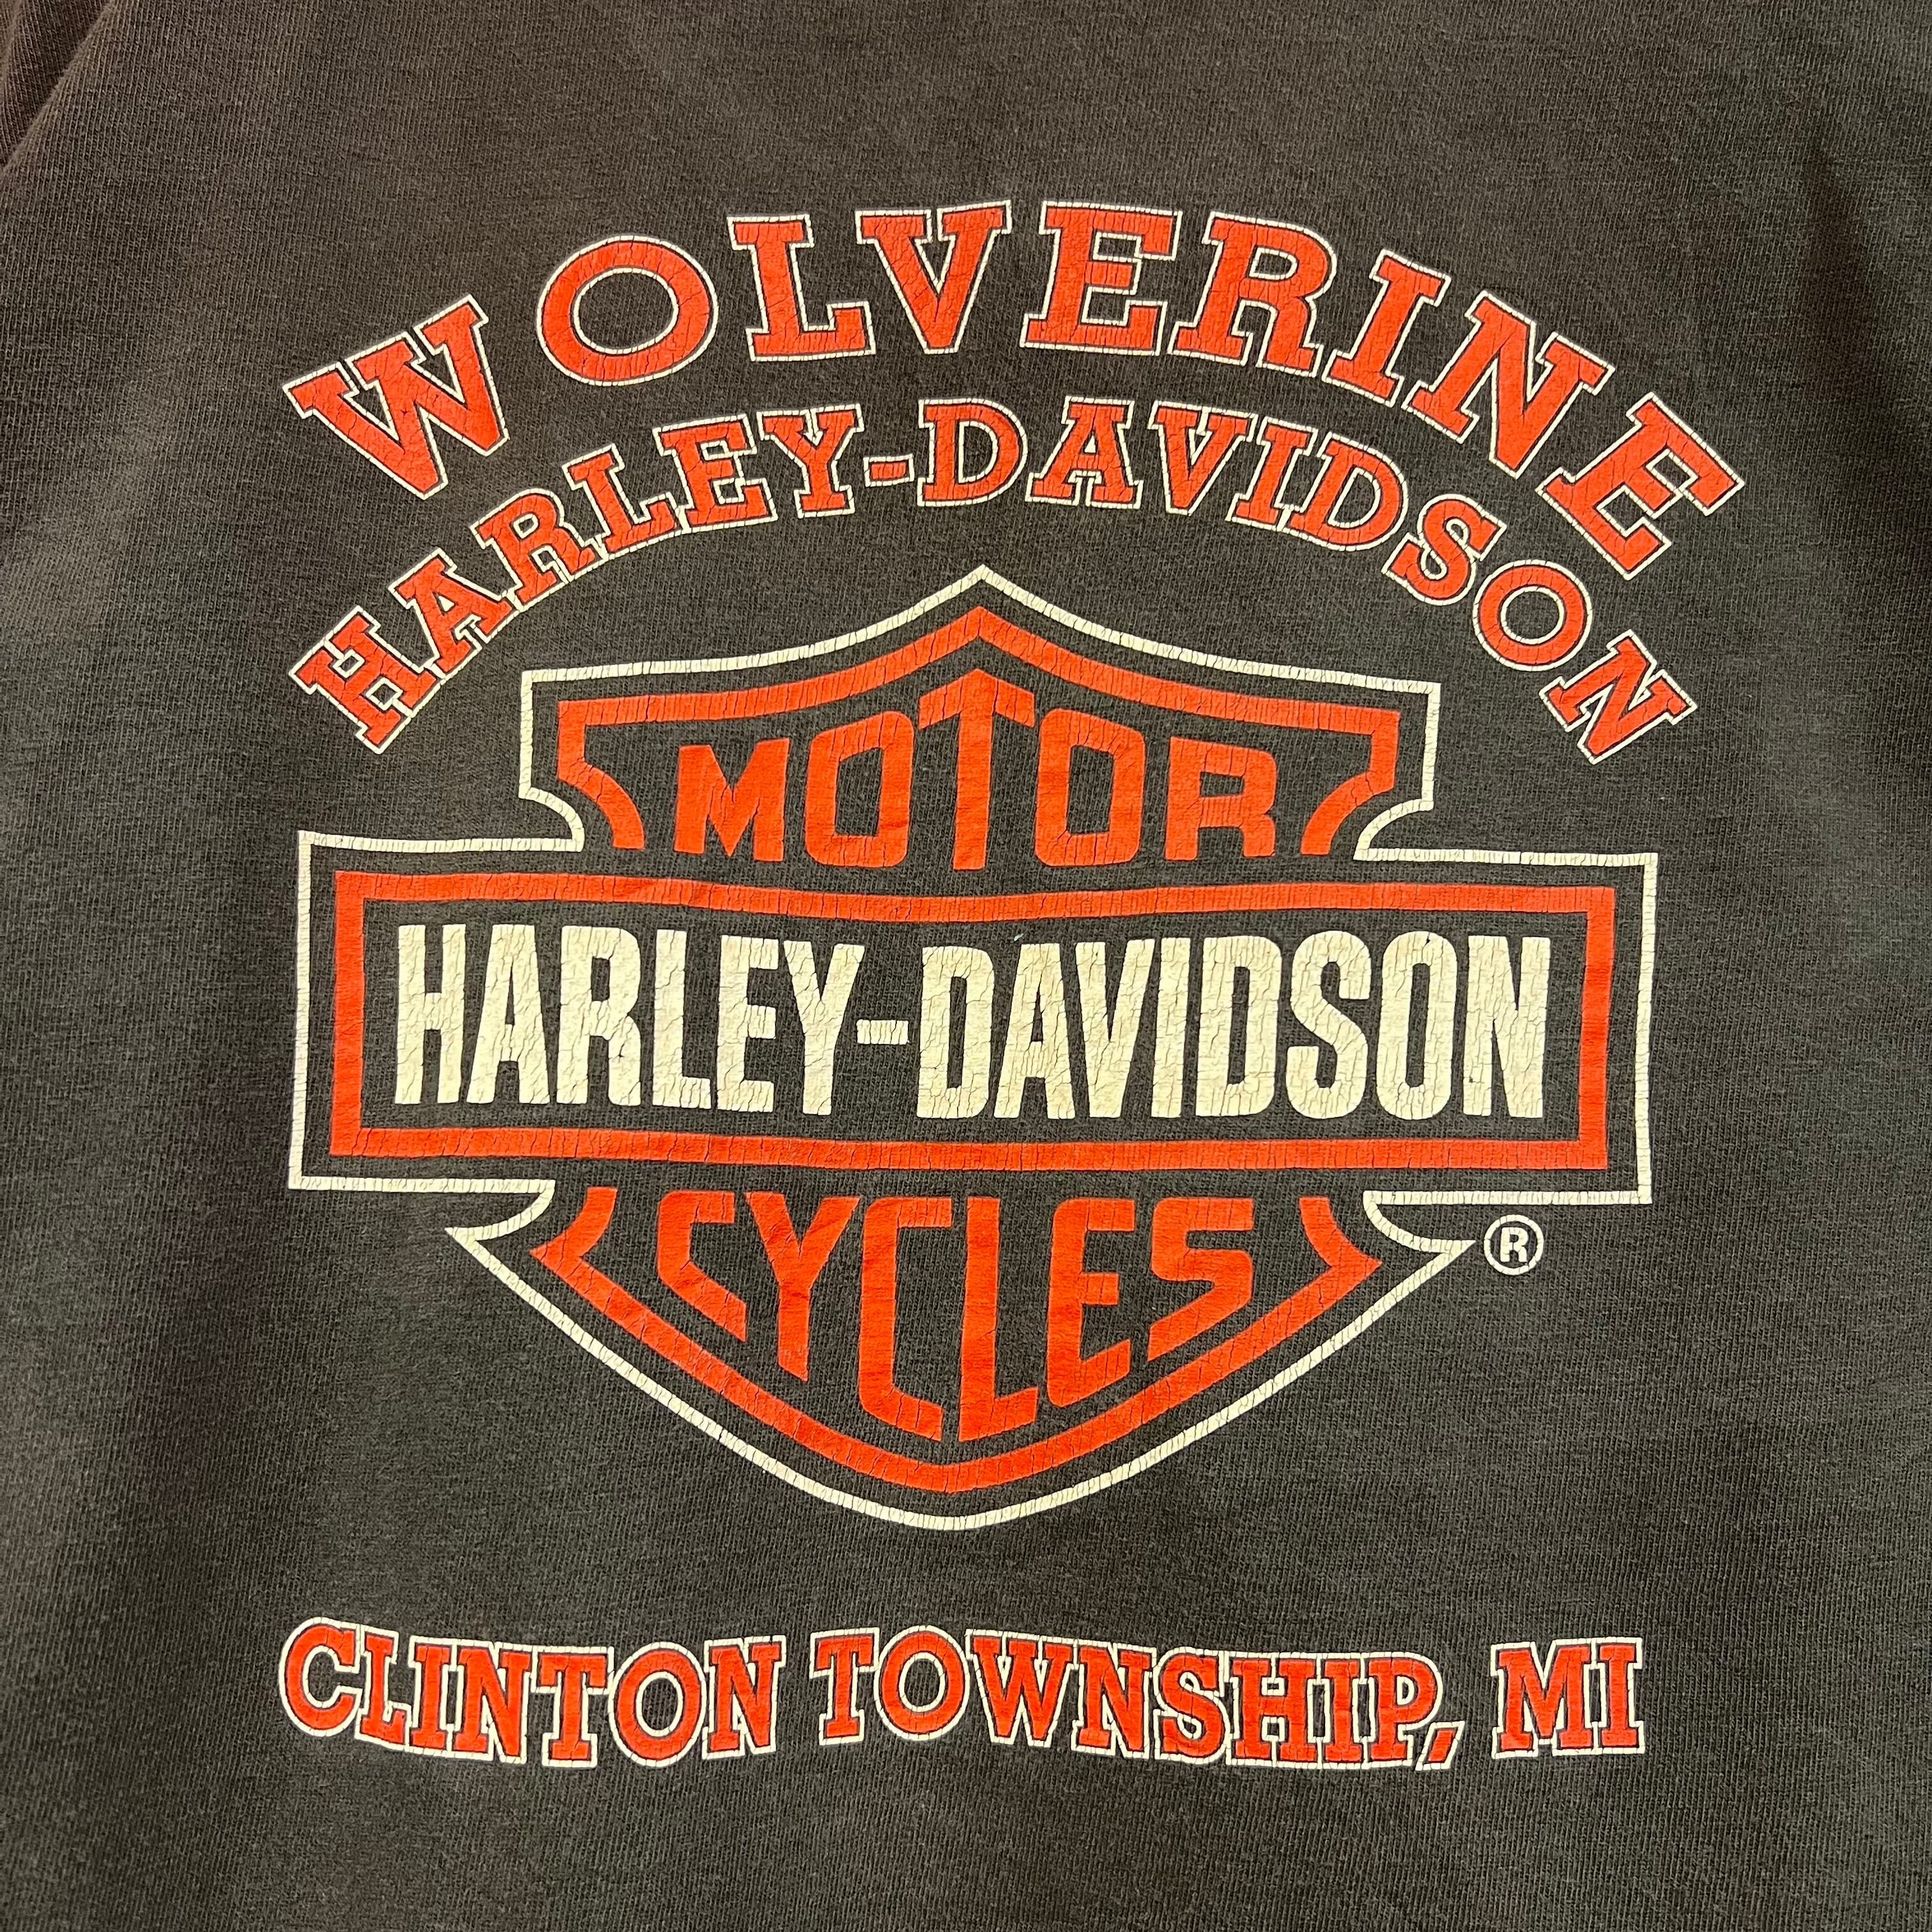 WOLVERINE
HARLEY-DAVIDSON
MOTOR
HARLEY-DAVIDSON
CYCLES
®
CLINTON TOWNSHIP, MI